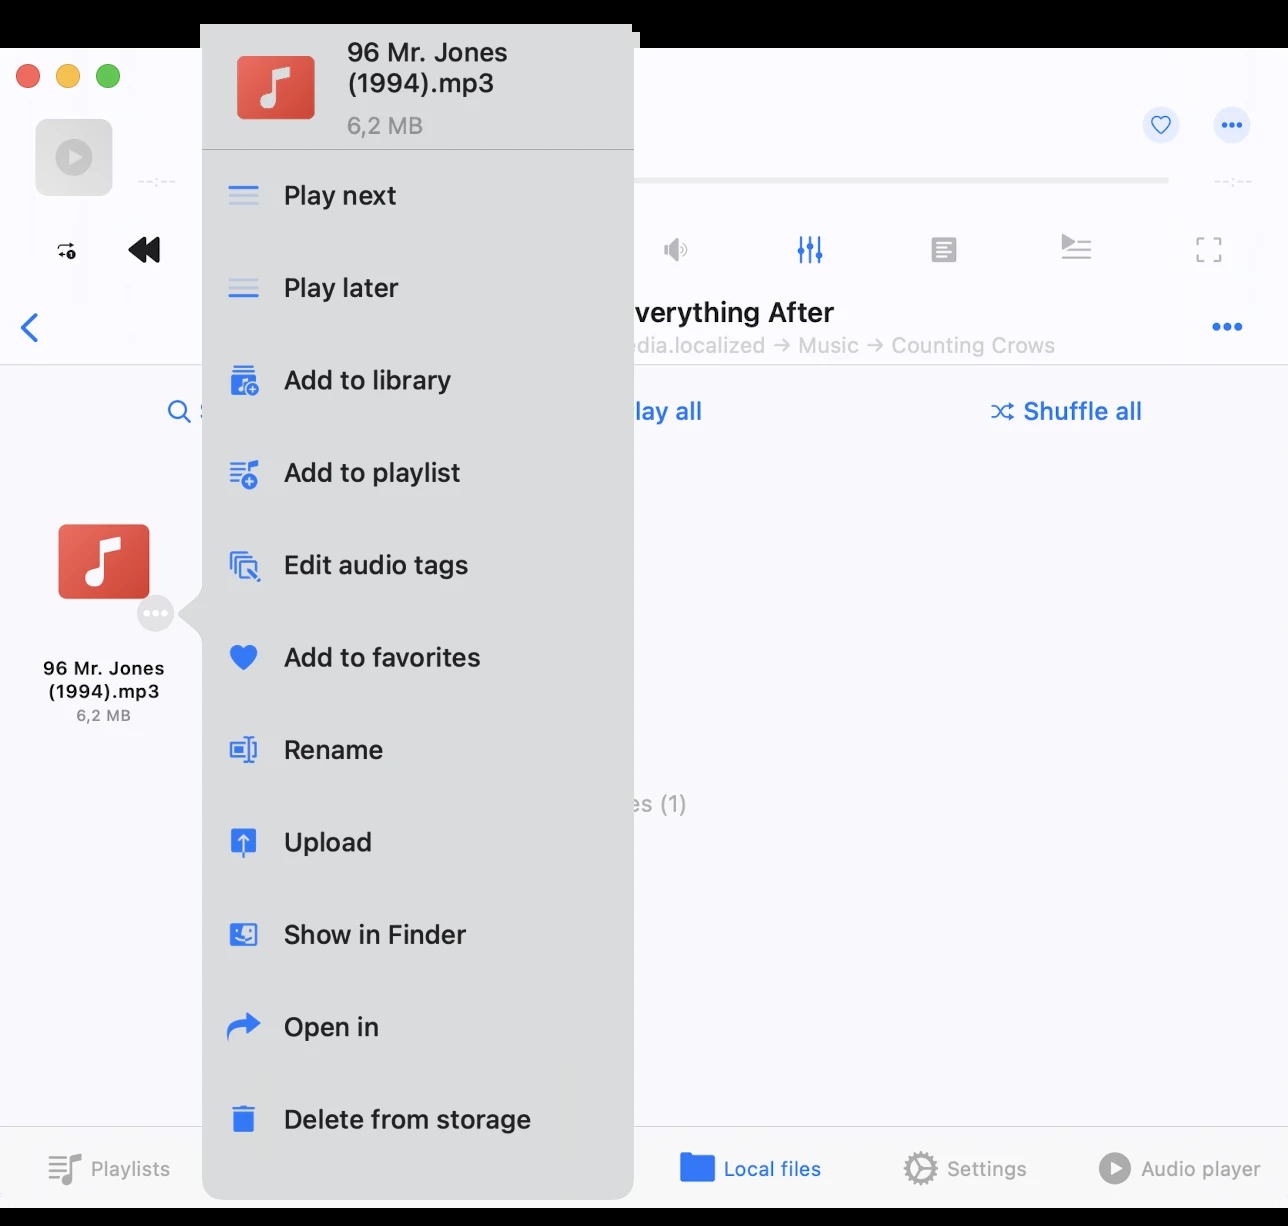 96 Mr. Jones
(1994).mp3
6,2 MB
--:--
--:--
Play next
Play later
Add to library
Add to playlist
Edit audio tags
Add to favorites
Rename
Upload
Show in Finder
Open in
Delete from storage
verything After
dia.localized → Music → Counting Crows
lay all
Shuffle all
96 Mr. Jones
(1994).mp3
6,2 MB
es (1)
Playlists
Local files
Settings
Audio player